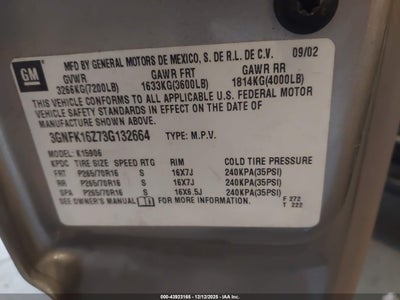 GM
MFD BY GENERAL MOTORS DE MEXICO, S. DE R.L. DE C.V. 09/02
GVWR GAWR FRT GAWR RR
3266KG(7200LB) 1633KG(3600LB) 1814KG(4000LB)
THIS VEHICLE CONFORMS TO ALL APPLICABLE U.S. FEDERAL MOTOR
VEHICLE SAFETY STANDARDS IN EFFECT ON THE DATE OF
MANUFACTURE SHOWN ABOVE.
3GNFK16Z73G132664 TYPE: M.P.V.
MODEL: K15906
KPDC TIRE SIZE SPEED RTG RIM COLD TIRE PRESSURE
FRT P265/70R16 S 16X7J 240KPA(35PSI)
RR P265/70R16 S 16X7J 240KPA(35PSI)
SPA P265/70R16 S 16X6.5J 240KPA(35PSI)
SEE OWNER'S MANUAL FOR MORE INFORMATION. F 272
T 222
000-43923165 - 12/12/2025 - IAA, Inc.